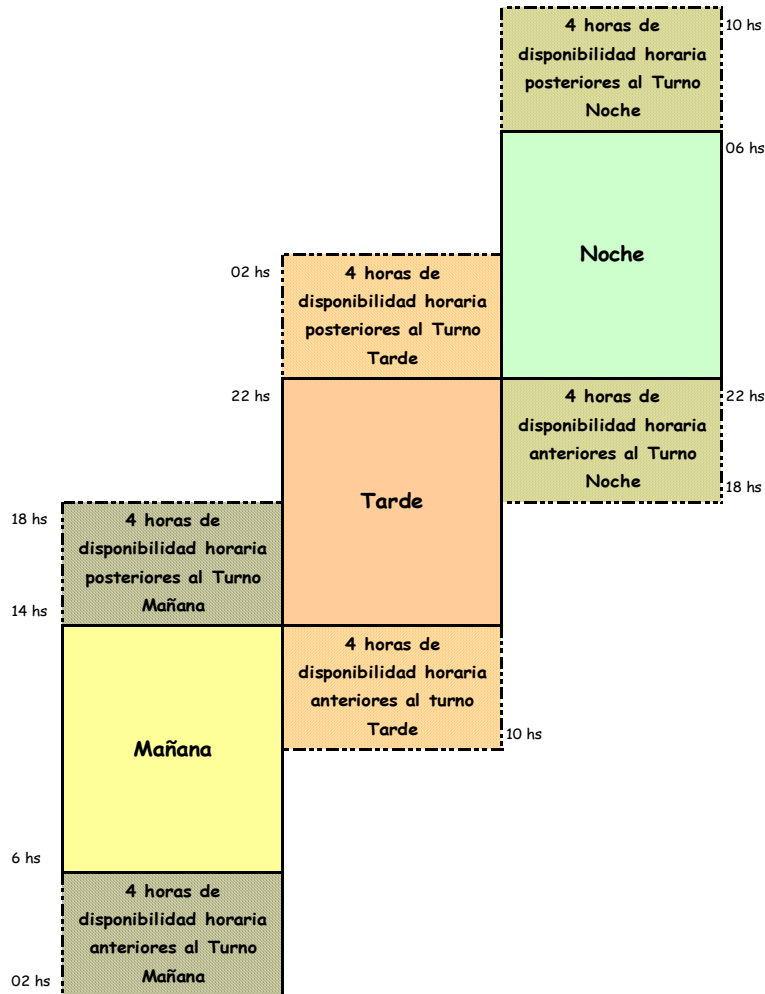 4 horas de
disponibilidad horaria
posteriores al Turno
Noche
10 hs
06 hs
Noche
02 hs
4 horas de
disponibilidad horaria
posteriores al Turno
Tarde
22 hs
4 horas de
disponibilidad horaria
anteriores al Turno
Noche
22 hs
18 hs
Tarde
18 hs
4 horas de
disponibilidad horaria
posteriores al Turno
Mañana
14 hs
4 horas de
disponibilidad horaria
anteriores al turno
Tarde
10 hs
Mañana
6 hs
4 horas de
disponibilidad horaria
anteriores al Turno
Mañana
02 hs